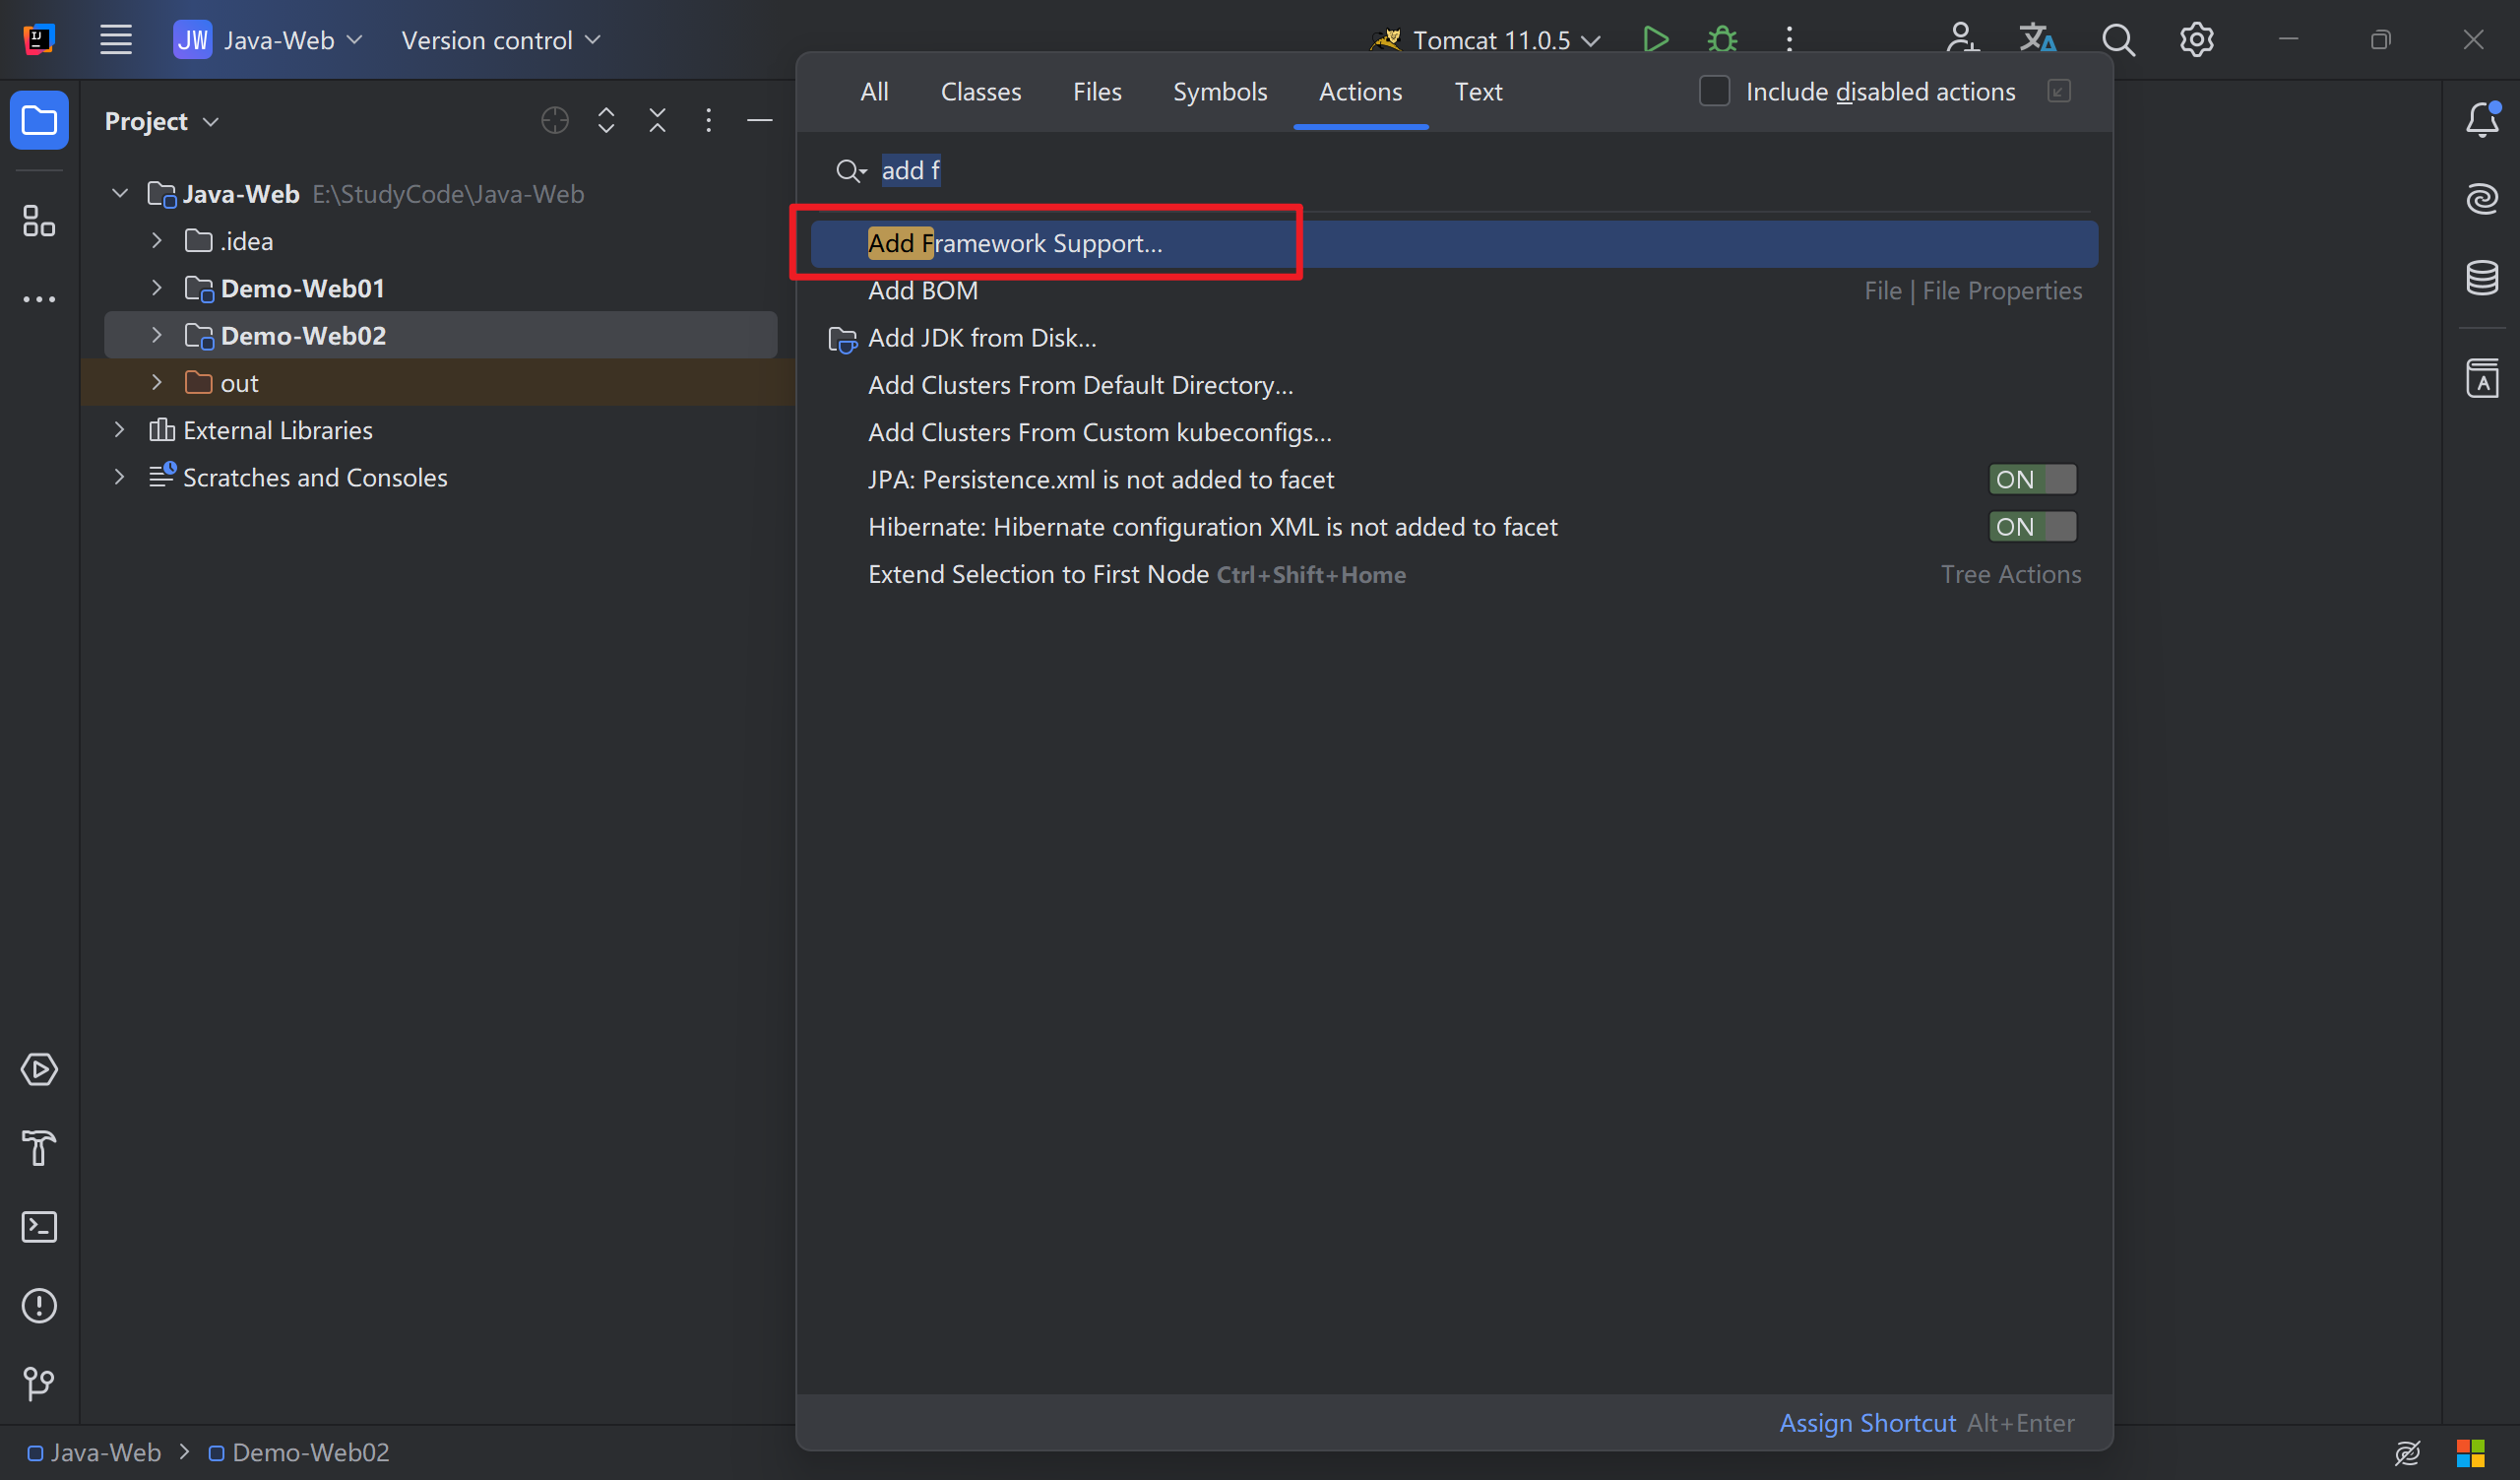 JW Java-Web
Version control
Tomcat 11.0.5
Project
Java-Web E:\StudyCode\Java-Web
.idea
Demo-Web01
Demo-Web02
out
External Libraries
Scratches and Consoles
All Classes Files Symbols Actions Text
Include disabled actions
add f
Add Framework Support...
Add BOM File | File Properties
Add JDK from Disk...
Add Clusters From Default Directory...
Add Clusters From Custom kubeconfigs...
JPA: Persistence.xml is not added to facet ON
Hibernate: Hibernate configuration XML is not added to facet ON
Extend Selection to First Node Ctrl+Shift+Home Tree Actions
Assign Shortcut Alt+Enter
Java-Web > Demo-Web02